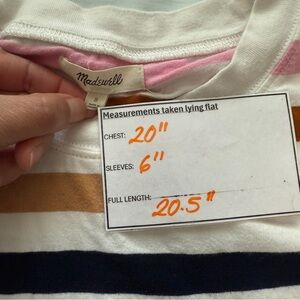 Madewell
Measurements taken lying flat
CHEST: 20"
SLEEVES: 6"
FULL LENGTH: 20.5"